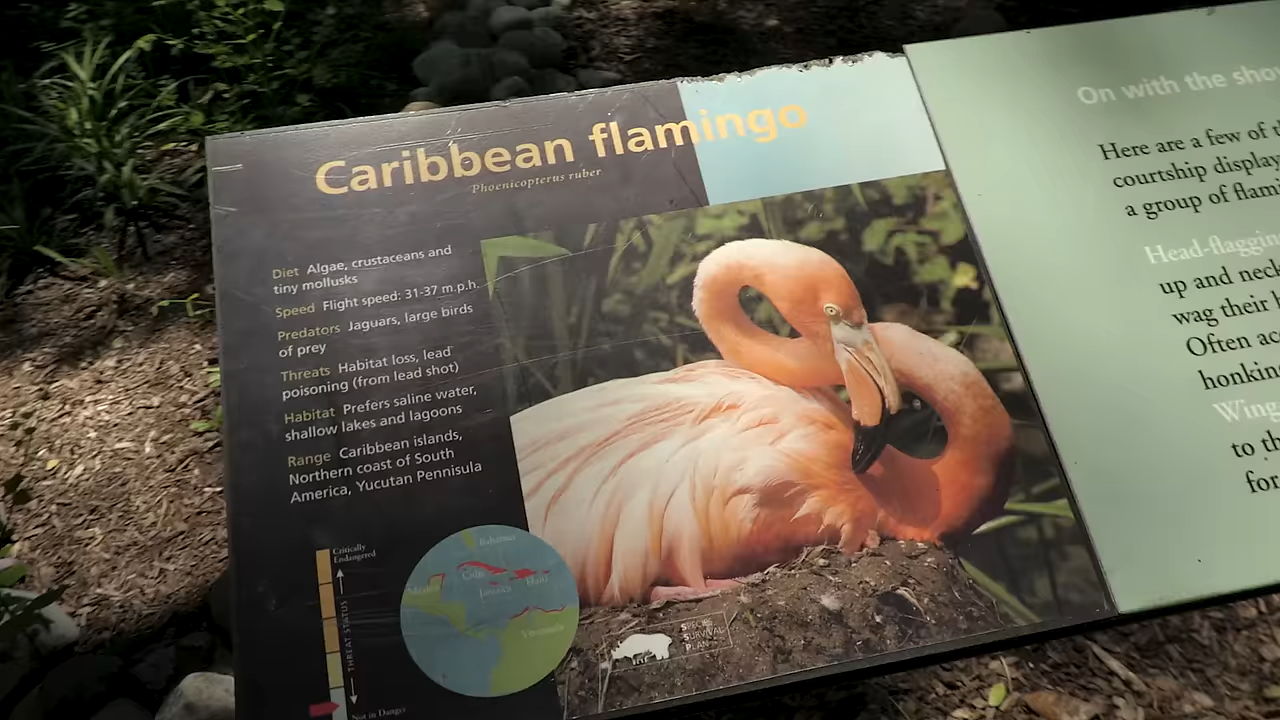 Caribbean flamingo
Phoenicopterus ruber
Diet Algae, crustaceans and
tiny mollusks
Speed Flight speed: 31-37 m.p.h.
Predators Jaguars, large birds
of prey
Threats Habitat loss, lead
poisoning (from lead shot)
Habitat Prefers saline water,
shallow lakes and lagoons
Range Caribbean islands,
Northern coast of South
America, Yucutan Pennisula
Critically
Endangered
THREAT STATUS
Not in Danger
Bahamas
Cuba
Haiti
Mexico
Jamaica
Venezuela
SPECIES
SURVIVAL
PLAN
On with the sho
Here are a few of
courtship display
a group of flami
Head-flaggin
up and neck
wag their
Often ac
honkin
Wing
to th
for